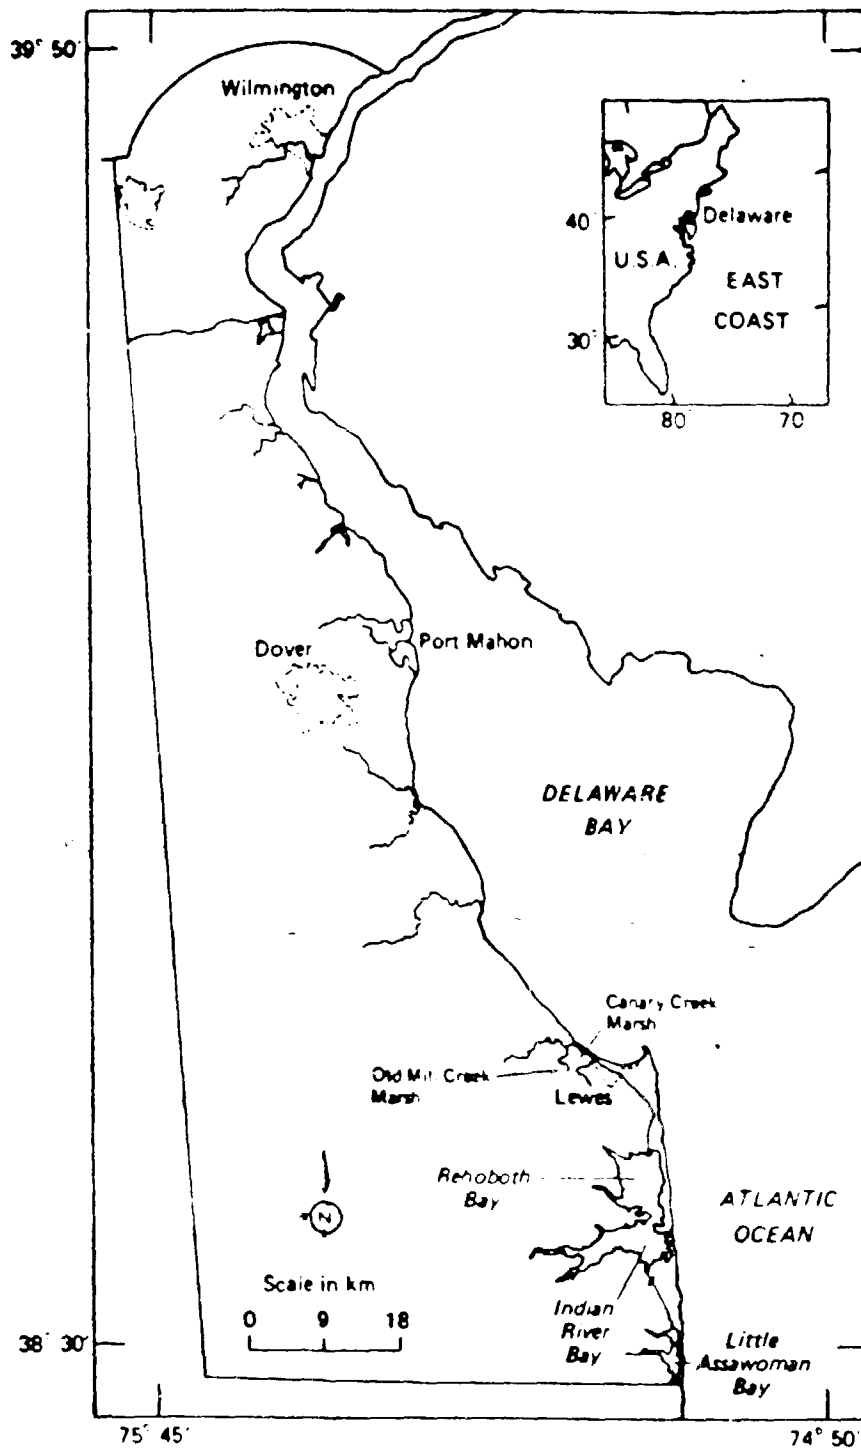 39° 50'
Wilmington
40°
Delaware
U.S.A.
EAST
COAST
30°
80
70
Dover
Port Mahon
DELAWARE
BAY
Canary Creek
Marsh
Old Mill Creek
Marsh
Lewes
Rehoboth
Bay
ATLANTIC
OCEAN
N
Scale in km
0 9 18
Indian
River
Bay
Little
Assawoman
Bay
38° 30'
75° 45'
74° 50'